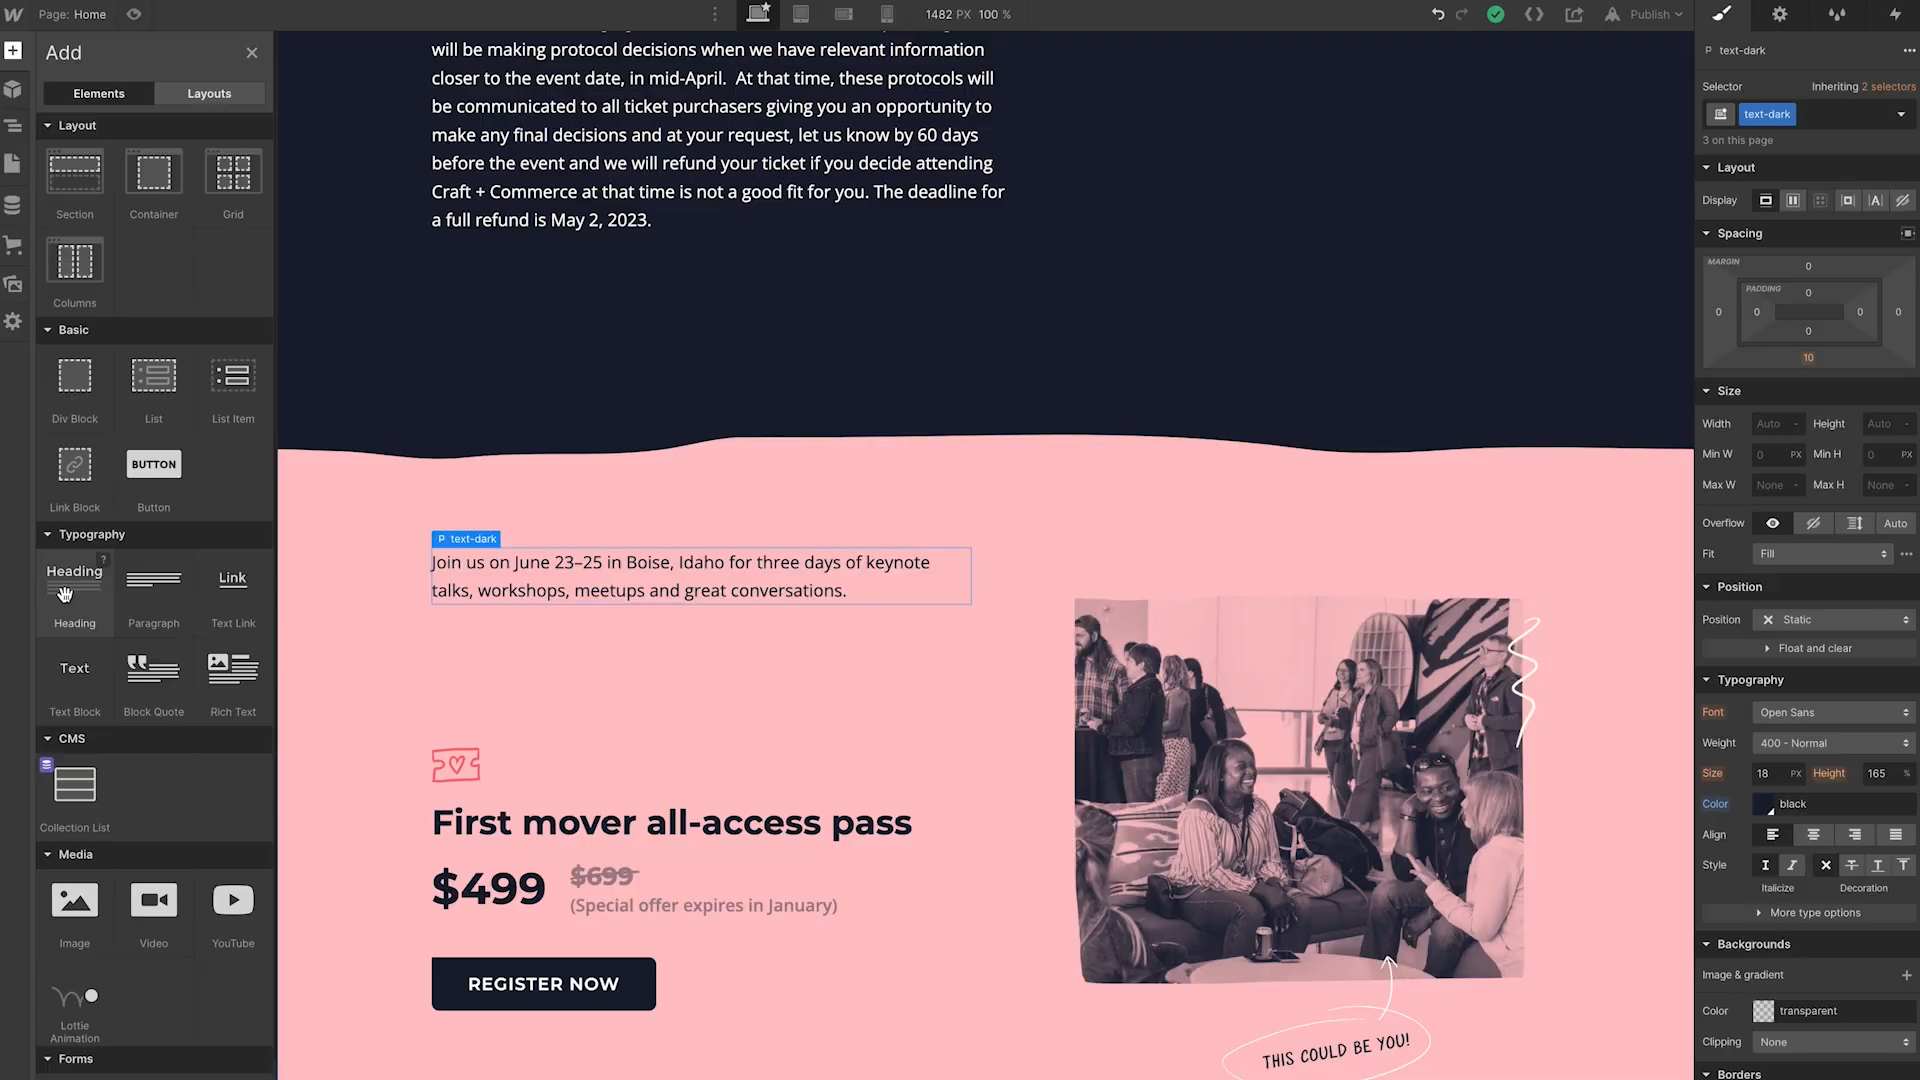 Page: Home
1482 PX 100 %
Publish
Add
Elements
Layouts
Layout
Section
Container
Grid
Columns
Basic
Div Block
List
List Item
BUTTON
Link Block
Button
Typography
?
Heading
Link
Heading
Paragraph
Text Link
Text
Text Block
Block Quote
Rich Text
CMS
Collection List
Media
Image
Video
YouTube
Lottie
Animation
Forms
will be making protocol decisions when we have relevant information
closer to the event date, in mid-April. At that time, these protocols will
be communicated to all ticket purchasers giving you an opportunity to
make any final decisions and at your request, let us know by 60 days
before the event and we will refund your ticket if you decide attending
Craft + Commerce at that time is not a good fit for you. The deadline for
a full refund is May 2, 2023.
P text-dark
Join us on June 23–25 in Boise, Idaho for three days of keynote
talks, workshops, meetups and great conversations.
First mover all-access pass
$499
$699
(Special offer expires in January)
REGISTER NOW
THIS COULD BE YOU!
P text-dark
Selector
Inheriting 2 selectors
text-dark
3 on this page
Layout
Display
Spacing
MARGIN
0
PADDING
0
0
0
0
0
0
10
Size
Width Auto - Height Auto -
Min W 0 PX Min H 0 PX
Max W None - Max H None -
Overflow Auto
Fit Fill
Position
Position Static
Float and clear
Typography
Font Open Sans
Weight 400 - Normal
Size 18 PX Height 165 %
Color black
Align
Style
Italicize Decoration
More type options
Backgrounds
Image & gradient
Color transparent
Clipping None
Borders